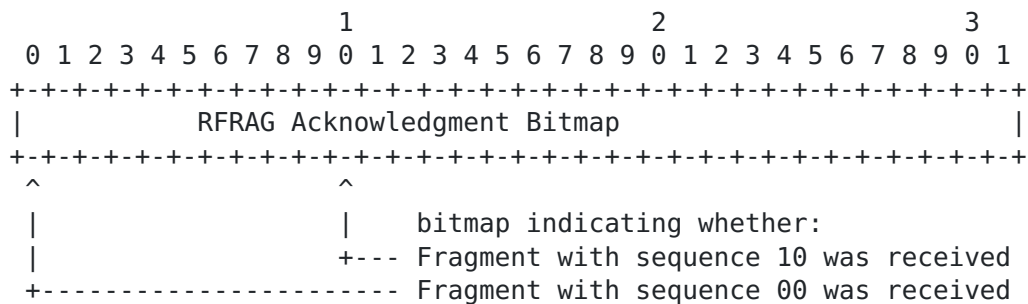 1                   2                   3
 0 1 2 3 4 5 6 7 8 9 0 1 2 3 4 5 6 7 8 9 0 1 2 3 4 5 6 7 8 9 0 1
+-+-+-+-+-+-+-+-+-+-+-+-+-+-+-+-+-+-+-+-+-+-+-+-+-+-+-+-+-+-+-+-+
|           RFRAG Acknowledgment Bitmap                         |
+-+-+-+-+-+-+-+-+-+-+-+-+-+-+-+-+-+-+-+-+-+-+-+-+-+-+-+-+-+-+-+-+
 ^                   ^
 |                   |    bitmap indicating whether:
 |                   +--- Fragment with sequence 10 was received
 +----------------------- Fragment with sequence 00 was received